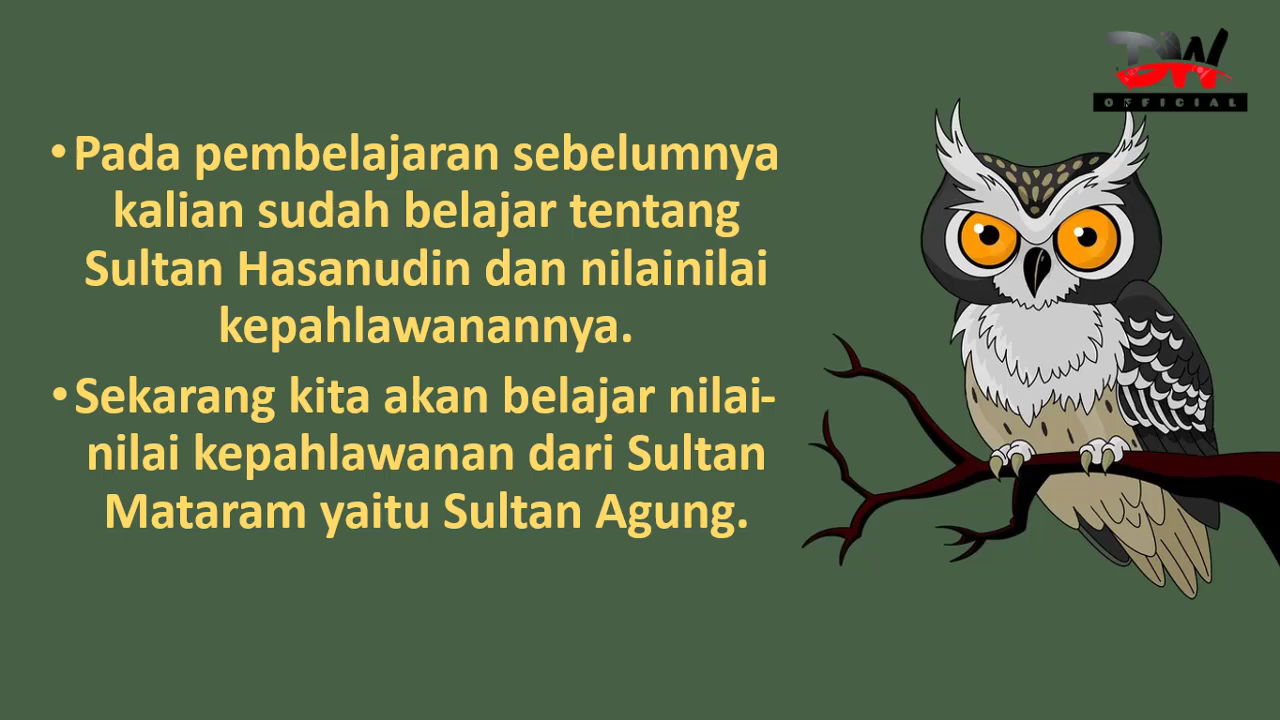 DW
OFFICIAL
• Pada pembelajaran sebelumnya
kalian sudah belajar tentang
Sultan Hasanudin dan nilainilai
kepahlawanannya.
• Sekarang kita akan belajar nilai-
nilai kepahlawanan dari Sultan
Mataram yaitu Sultan Agung.